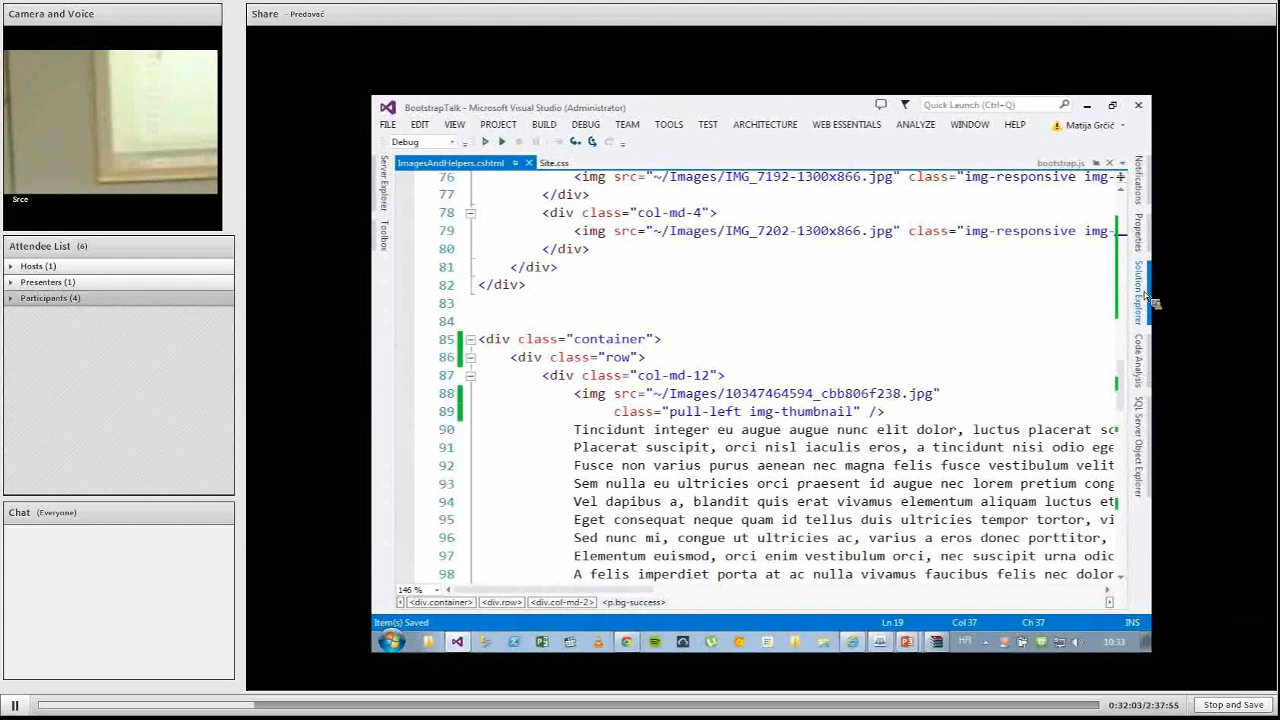 Camera and Voice
Srce
Attendee List (6)
Hosts (1)
Presenters (1)
Participants (4)
Chat (Everyone)
Share - Predavač
BootstrapTalk - Microsoft Visual Studio (Administrator)
Quick Launch (Ctrl+Q)
FILE EDIT VIEW PROJECT BUILD DEBUG TEAM TOOLS TEST ARCHITECTURE WEB ESSENTIALS ANALYZE WINDOW HELP Matija Grčić
Debug
ImagesAndHelpers.cshtml Site.css bootstrap.js
Server Explorer
Toolbox
76 <img src="~/Images/IMG_7192-1300x866.jpg" class="img-responsive img-
77 </div>
78 <div class="col-md-4">
79 <img src="~/Images/IMG_7202-1300x866.jpg" class="img-responsive img-
80 </div>
81 </div>
82 </div>
83
84
85 <div class="container">
86 <div class="row">
87 <div class="col-md-12">
88 <img src="~/Images/10347464594_cbb806f238.jpg"
89 class="pull-left img-thumbnail" />
90 Tincidunt integer eu augue augue nunc elit dolor, luctus placerat sc
91 Placerat suscipit, orci nisl iaculis eros, a tincidunt nisi odio ege
92 Fusce non varius purus aenean nec magna felis fusce vestibulum velit
93 Sem nulla eu ultricies orci praesent id augue nec lorem pretium cong
94 Vel dapibus a, blandit quis erat vivamus elementum aliquam luctus et
95 Eget consequat neque quam id tellus duis ultricies tempor tortor, vi
96 Sed nunc mi, congue ut ultricies ac, varius a eros donec porttitor,
97 Elementum euismod, orci enim vestibulum orci, nec suscipit urna odic
98 A felis imperdiet porta at ac nulla vivamus faucibus felis nec dolor
Notifications
Properties
Solution Explorer
Code Analysis
SQL Server Object Explorer
146 %
<div.container> <div.row> <div.col-md-2> <p.bg-success>
Item(s) Saved Ln 19 Col 37 Ch 37 INS
HR 10:33
0:32:03/2:37:55 Stop and Save